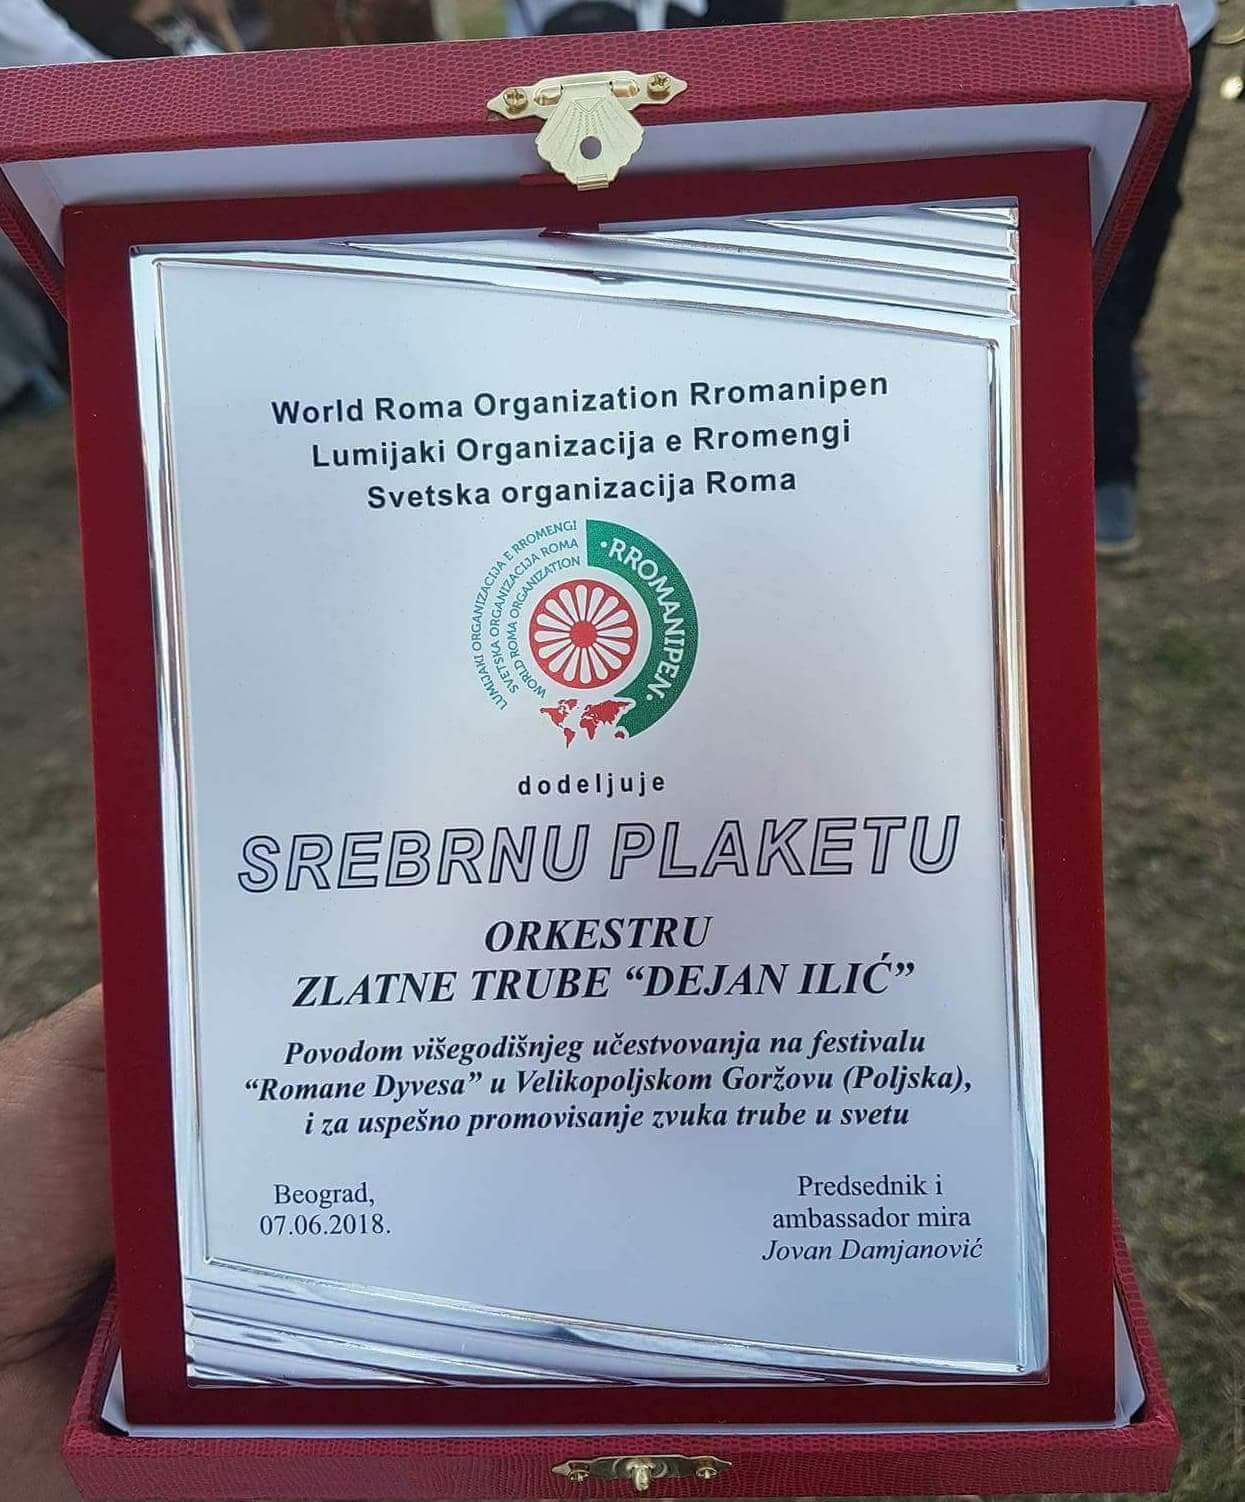 World Roma Organization Rromanipen
Lumijaki Organizacija e Rromengi
Svetska organizacija Roma
LUMIJAKI ORGANIZACIJA E RROMENGI
SVETSKA ORGANIZACIJA ROMA
WORLD ROMA ORGANIZATION
·RROMANIPEN·
dodeljuje
SREBRNU PLAKETU
ORKESTRU
ZLATNE TRUBE “DEJAN ILIĆ”
Povodom višegodišnjeg učestvovanja na festivalu
“Romane Dyvesa” u Velikopoljskom Goržovu (Poljska),
i za uspešno promovisanje zvuka trube u svetu
Beograd,
07.06.2018.
Predsednik i
ambassador mira
Jovan Damjanović